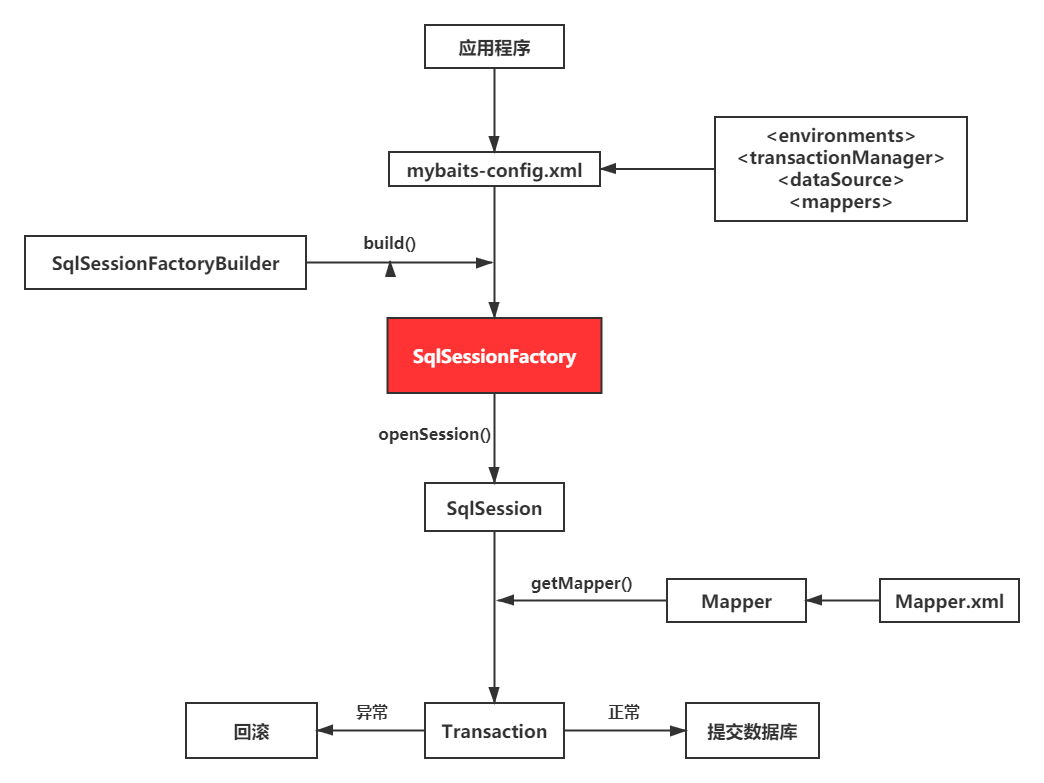 应用程序
<environments>
<transactionManager>
<dataSource>
<mappers>
mybaits-config.xml
build()
SqlSessionFactoryBuilder
SqlSessionFactory
openSession()
SqlSession
getMapper()
Mapper
Mapper.xml
异常
正常
回滚
Transaction
提交数据库